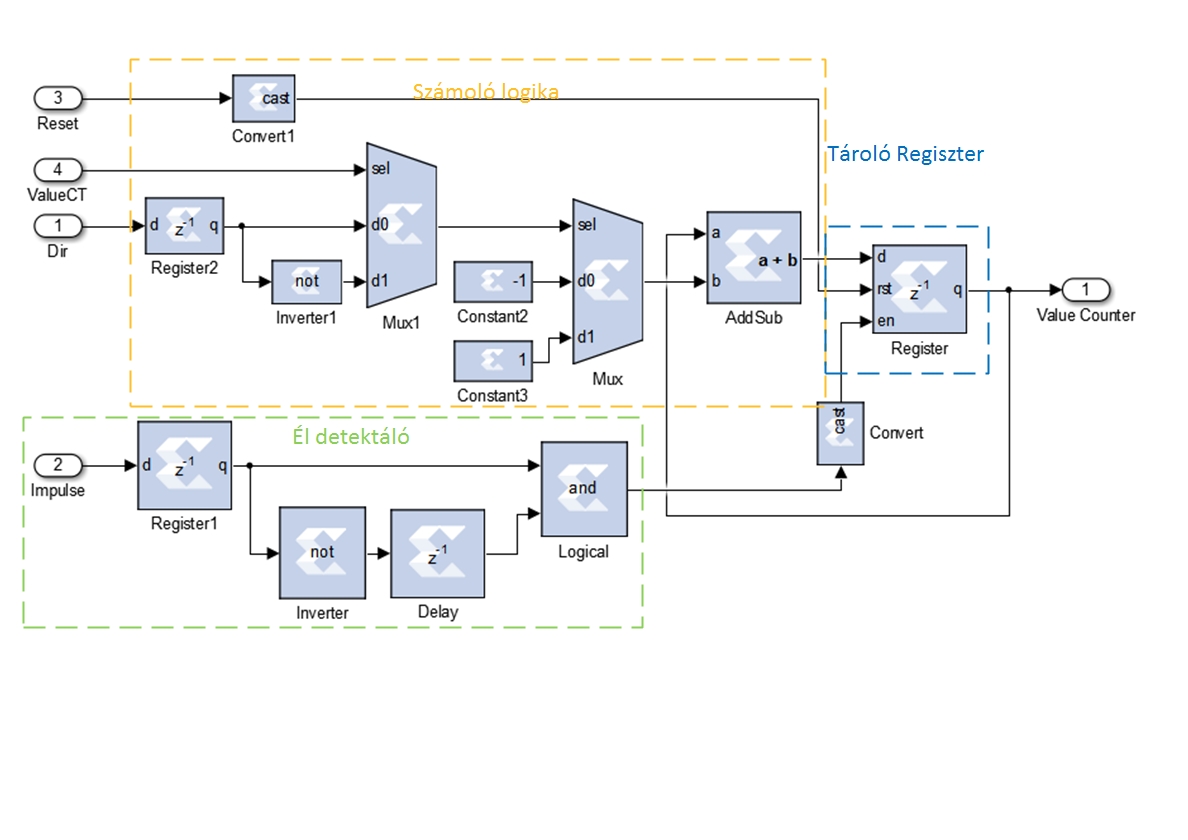 Számoló logika
3
cast
Reset
Convert1
4
sel
ValueCT
Tároló Regiszter
1
d z-1 q
d0
sel
a
Dir
Register2
a + b
d
not
d1
-1
d0
b
rst z-1 q
1
Inverter1
Mux1
Constant2
AddSub
en
Value Counter
1
d1
Register
Constant3
Mux
cast
Convert
Él detektáló
2
d z-1 q
Impulse
and
Register1
not
z-1
Logical
Inverter
Delay